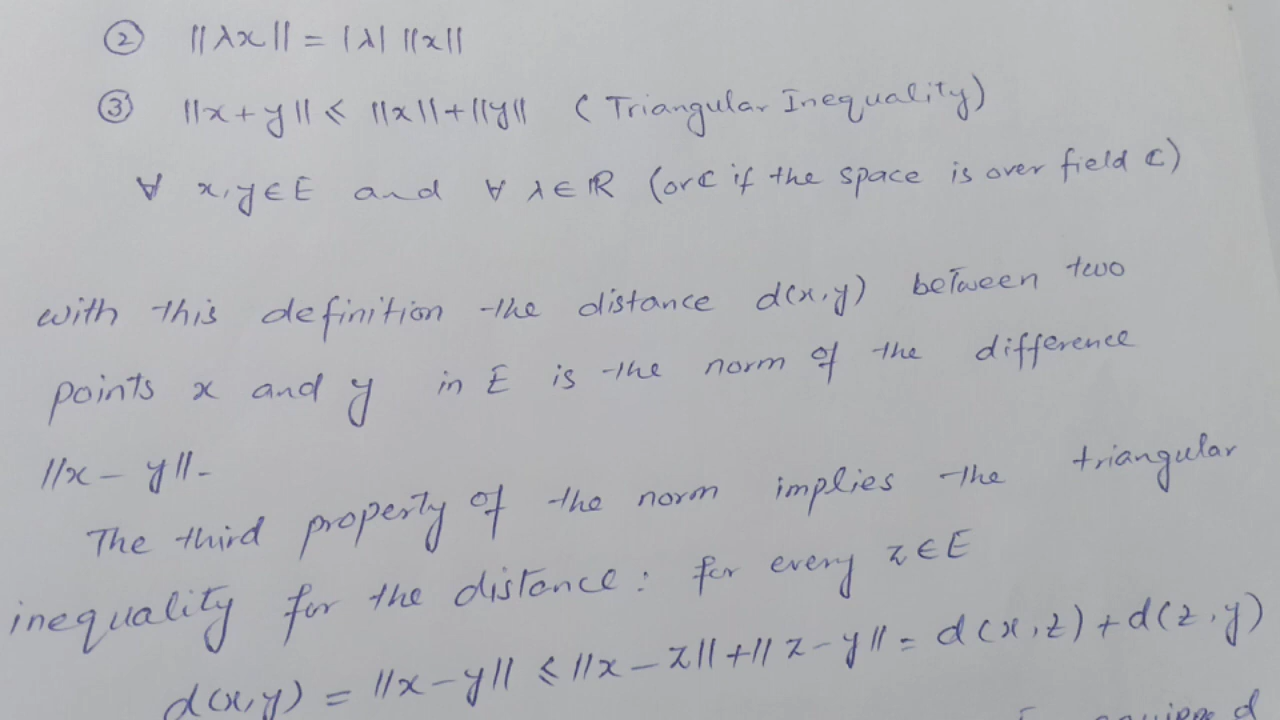 ② ||λx|| = |λ| ||x||
③ ||x+y|| ≤ ||x||+||y|| (Triangular Inequality)
∀ x,y∈E and ∀ λ∈ℝ (or ℂ if the space is over field ℂ)
with this definition the distance d(x,y) between two
points x and y in E is the norm of the difference
||x-y||-
The third property of the norm implies the triangular
inequality for the distance: for every z∈E
d(x,y) = ||x-y|| ≤ ||x-z||+||z-y|| = d(x,z)+d(z,y)